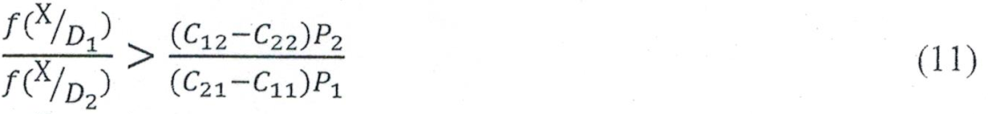 f(X/D₁) / f(X/D₂) > (C₁₂−C₂₂)P₂ / (C₂₁−C₁₁)P₁ (11)